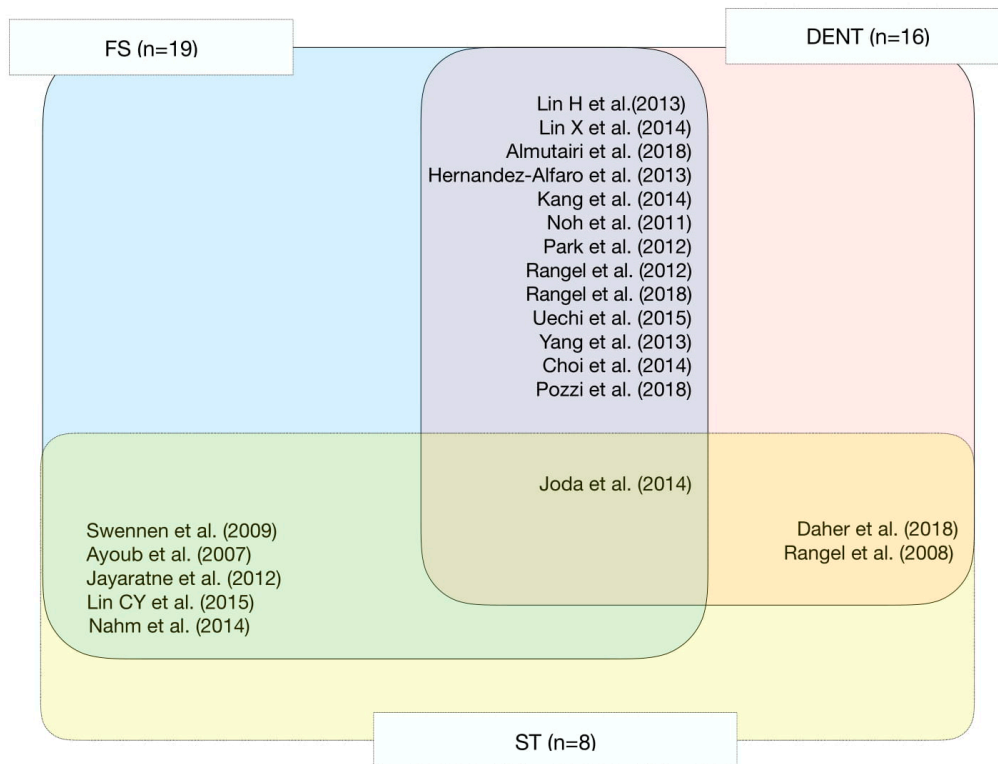 FS (n=19)
DENT (n=16)
Lin H et al.(2013)
Lin X et al. (2014)
Almutairi et al. (2018)
Hernandez-Alfaro et al. (2013)
Kang et al. (2014)
Noh et al. (2011)
Park et al. (2012)
Rangel et al. (2012)
Rangel et al. (2018)
Uechi et al. (2015)
Yang et al. (2013)
Choi et al. (2014)
Pozzi et al. (2018)
Joda et al. (2014)
Swennen et al. (2009)
Ayoub et al. (2007)
Jayaratne et al. (2012)
Lin CY et al. (2015)
Nahm et al. (2014)
Daher et al. (2018)
Rangel et al. (2008)
ST (n=8)